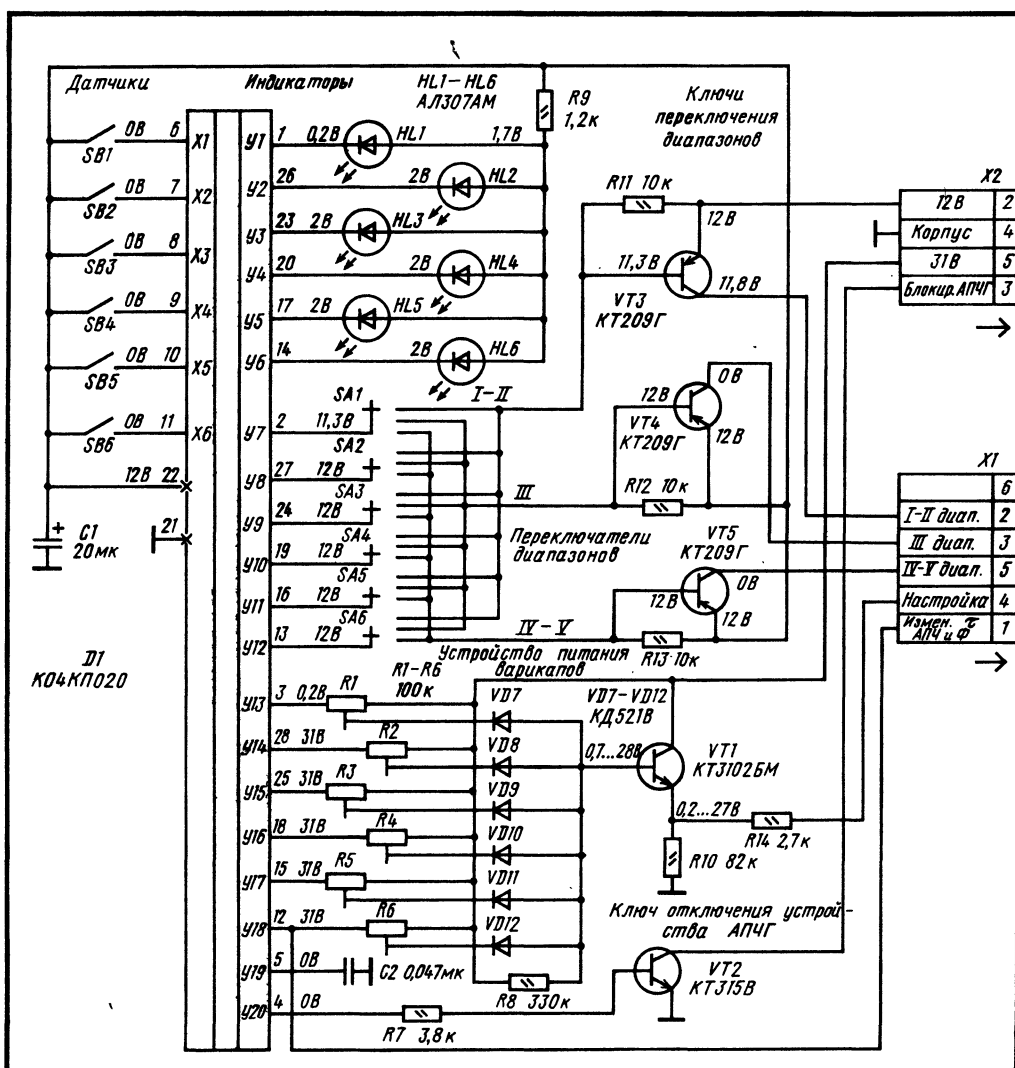 Датчики
Индикаторы
HL1–HL6
АЛ307АМ
R9
1,2к
Ключи
переключения
диапазонов
SB1
0В
6
X1
SB2
0В
7
X2
SB3
0В
8
X3
SB4
0В
9
X4
SB5
0В
10
X5
SB6
0В
11
X6
12В 22
21
C1
20мк
+
D1
К04КП020
У1
1
0,2В
HL1
1,7В
У2
26
2В
HL2
У3
23
2В
HL3
У4
20
2В
HL4
У5
17
2В
HL5
У6
14
2В
HL6
У7
2
11,3В
SA1
У8
27
12В
SA2
У9
24
12В
SA3
У10
19
12В
SA4
У11
16
12В
SA5
У12
13
12В
SA6
I–II
III
IV–V
Переключатели
диапазонов
R11 10к
12В
11,3В
11,8В
VT3
КТ209Г
0В
12В
VT4
КТ209Г
12В
R12 10к
VT5
КТ209Г
0В
12В
12В
R13 10к
X2
12В 2
Корпус 4
31В 5
Блокир.АПЧГ 3
X1
6
I–II диап. 2
III диап. 3
IV–V диап. 5
Настройка 4
Измен. τ
АПЧ и Ф 1
Устройство питания
варикапов
R1–R6
100к
VD7–VD12
КД521В
У13
3
0,2В
R1
VD7
У14
28
31В
R2
VD8
У15
25
31В
R3
VD9
У16
18
31В
R4
VD10
У17
15
31В
R5
VD11
У18
12
31В
R6
VD12
У19
5
0В
C2 0,047мк
У20
4
0В
R7 3,8к
R8 330к
0,7...28В
VT1
КТ3102БМ
0,2...27В
R14 2,7к
R10 82к
Ключ отключения устрой-
ства АПЧГ
VT2
КТ315В